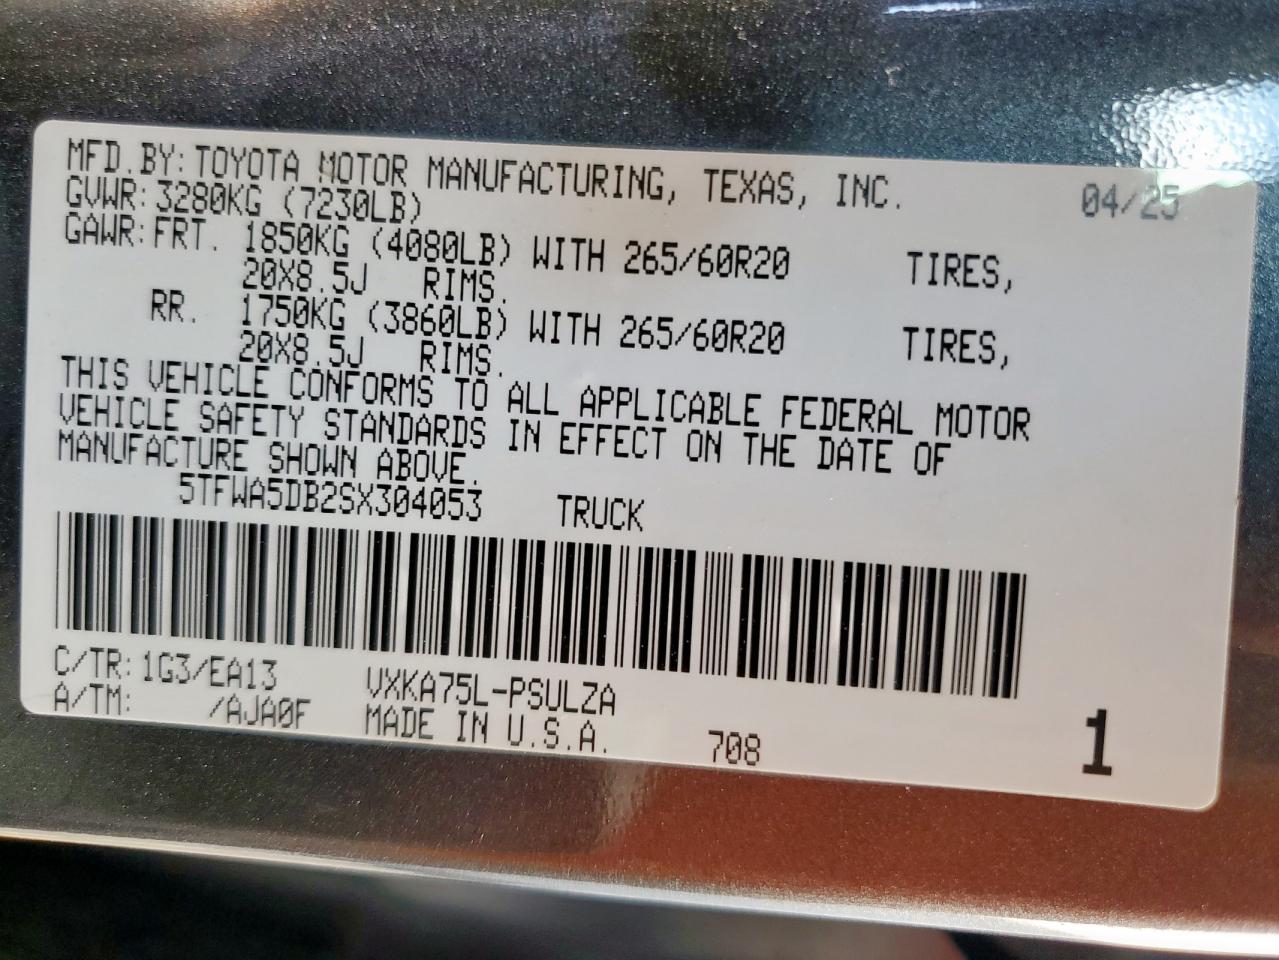 MFD.BY: TOYOTA MOTOR MANUFACTURING, TEXAS, INC. 04/25
GVWR: 3280KG (7230LB)
GAWR: FRT. 1850KG (4080LB) WITH 265/60R20 TIRES,
20X8.5J RIMS.
RR. 1750KG (3860LB) WITH 265/60R20 TIRES,
20X8.5J RIMS.
THIS VEHICLE CONFORMS TO ALL APPLICABLE FEDERAL MOTOR
VEHICLE SAFETY STANDARDS IN EFFECT ON THE DATE OF
MANUFACTURE SHOWN ABOVE.
5TFWA5DB2SX304053 TRUCK
C/TR: 1G3/EA13 VXKA75L-PSULZA
A/TM: /AJA0F MADE IN U.S.A. 708 1